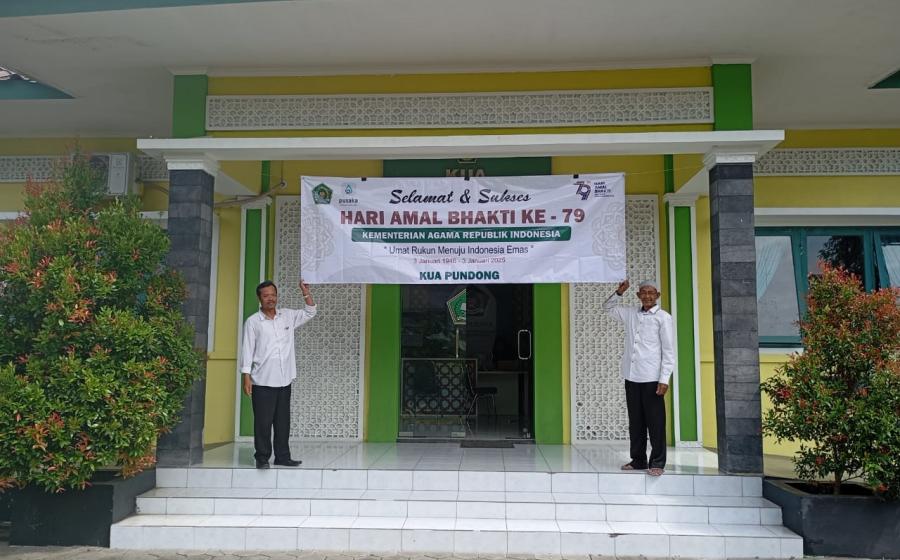 KUA
pusaka
Selamat & Sukses
79 HARI AMAL BHAKTI
HARI AMAL BHAKTI KE - 79
KEMENTERIAN AGAMA REPUBLIK INDONESIA
" Umat Rukun Menuju Indonesia Emas "
3 Januari 1946 - 3 Januari 2025
KUA PUNDONG